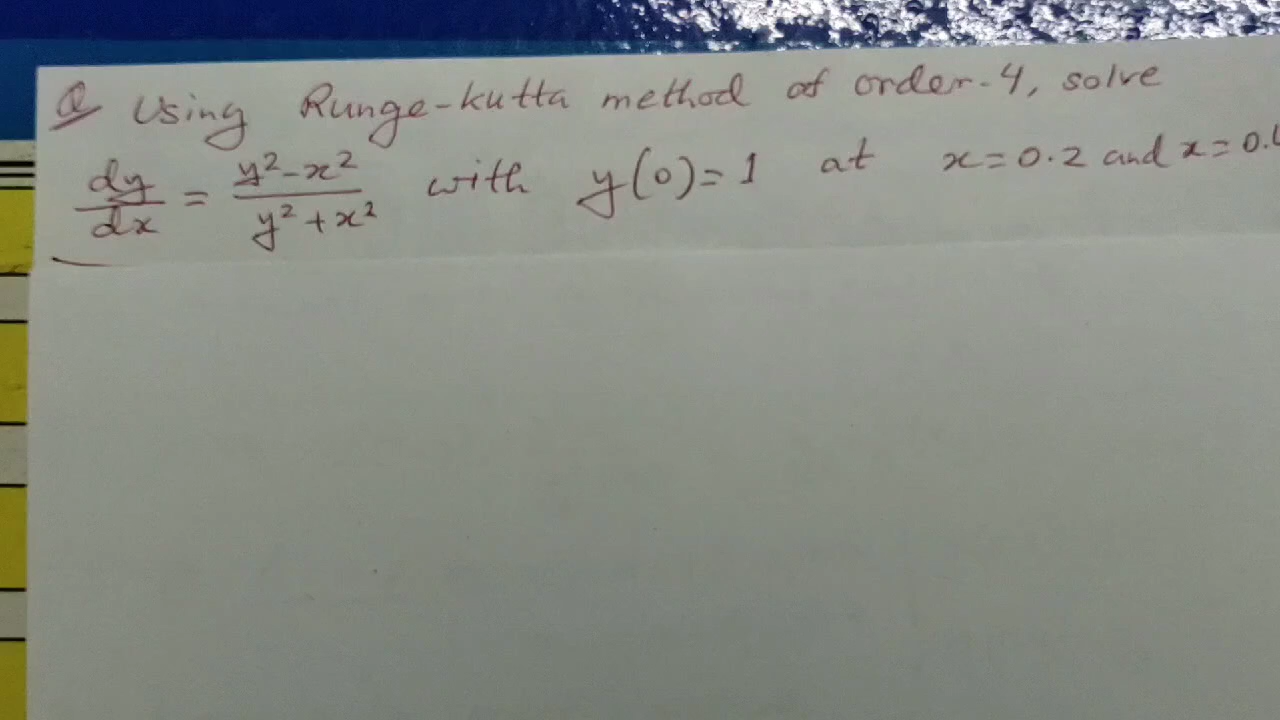 Q Using Runge-kutta method of order-4, solve
dy/dx = y²-x²/y²+x² with y(0)=1 at x=0.2 and x=0.